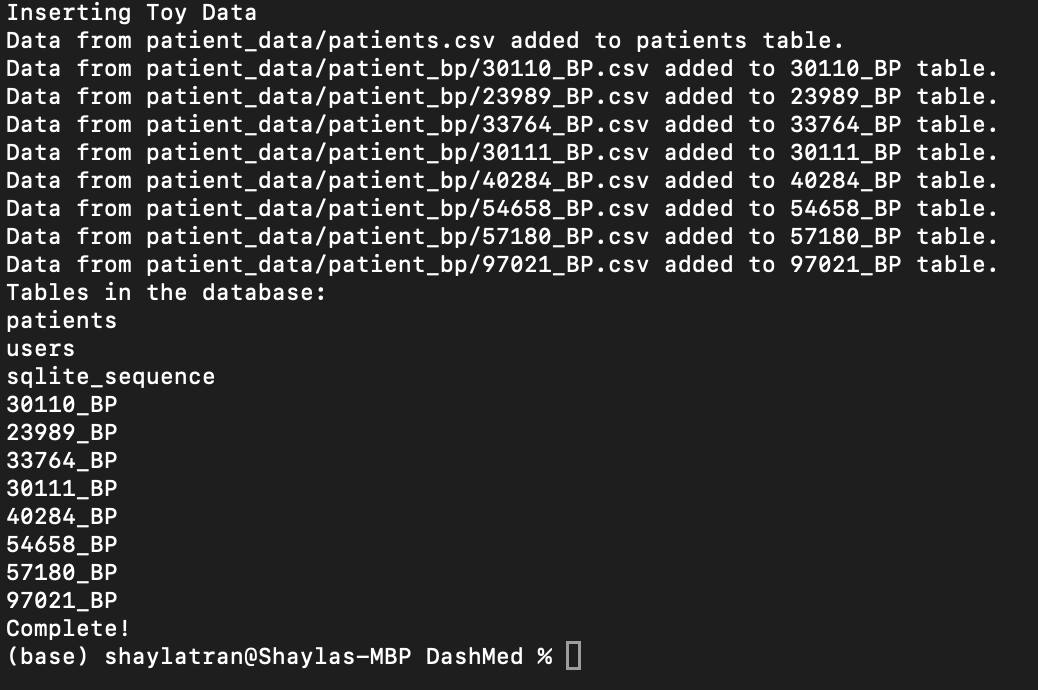 Inserting Toy Data
Data from patient_data/patients.csv added to patients table.
Data from patient_data/patient_bp/30110_BP.csv added to 30110_BP table.
Data from patient_data/patient_bp/23989_BP.csv added to 23989_BP table.
Data from patient_data/patient_bp/33764_BP.csv added to 33764_BP table.
Data from patient_data/patient_bp/30111_BP.csv added to 30111_BP table.
Data from patient_data/patient_bp/40284_BP.csv added to 40284_BP table.
Data from patient_data/patient_bp/54658_BP.csv added to 54658_BP table.
Data from patient_data/patient_bp/57180_BP.csv added to 57180_BP table.
Data from patient_data/patient_bp/97021_BP.csv added to 97021_BP table.
Tables in the database:
patients
users
sqlite_sequence
30110_BP
23989_BP
33764_BP
30111_BP
40284_BP
54658_BP
57180_BP
97021_BP
Complete!
(base) shaylatran@Shaylas-MBP DashMed %